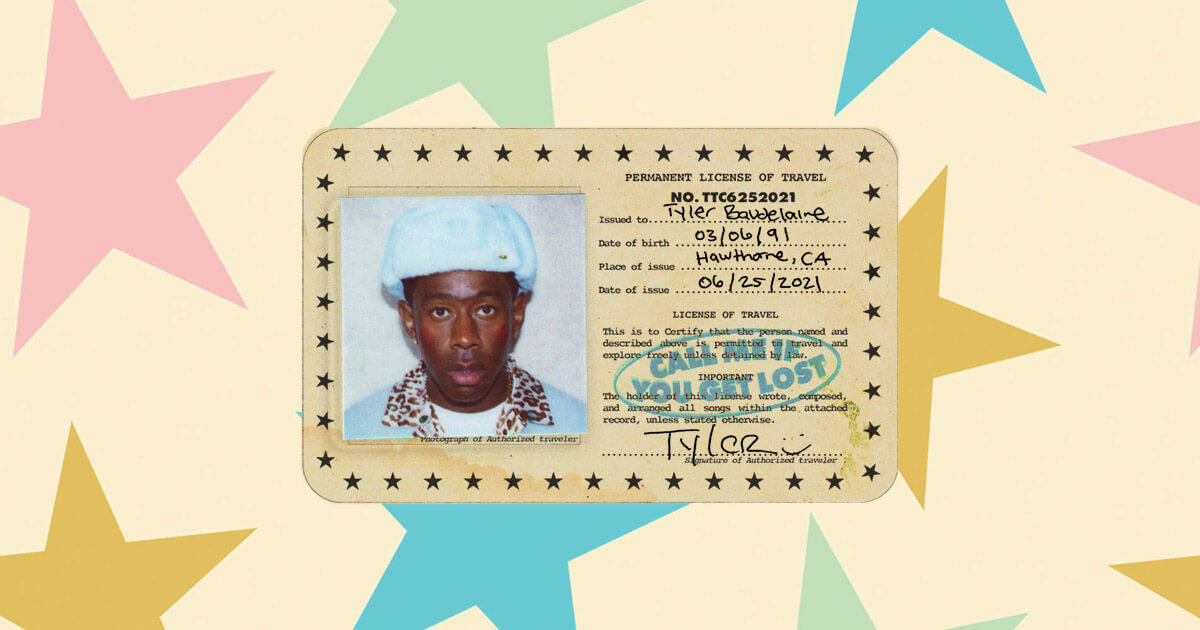 PERMANENT LICENSE OF TRAVEL
NO. TTC6252021
Issued to Tyler Baudelaire
Date of birth 03/06/91
Place of issue Hawthorne, CA
Date of issue 06/25/2021
LICENSE OF TRAVEL
This is to Certify that the person named and
described above is permitted to travel and
explore freely unless detained by law.
CALL ME IF
YOU GET LOST
IMPORTANT
The holder of this license wrote, composed,
and arranged all songs within the attached
record, unless stated otherwise.
TYLER
Signature of Authorized traveler
Photograph of Authorized traveler